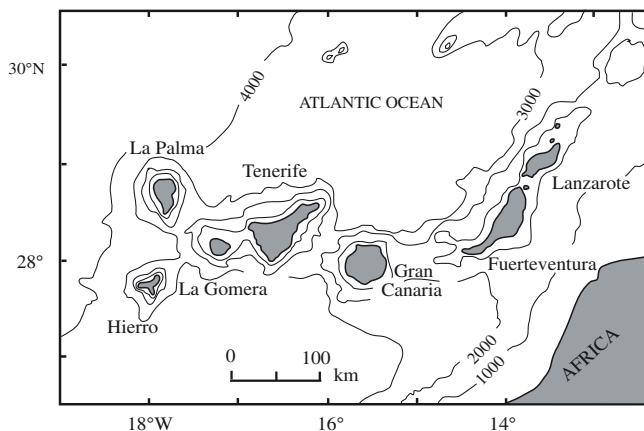 30°N
4000
ATLANTIC OCEAN
3000
La Palma
Tenerife
Lanzarote
28°
Fuerteventura
Gran
Canaria
La Gomera
Hierro
0 100
km
2000
1000
AFRICA
18°W 16° 14°